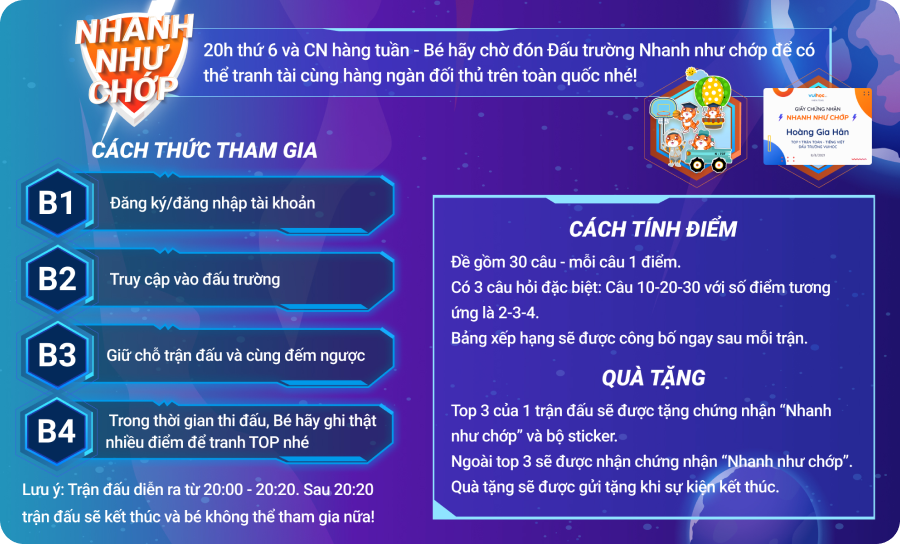 NHANH
NHƯ
CHỚP
20h thứ 6 và CN hàng tuần - Bé hãy chờ đón Đấu trường Nhanh như chớp để có
thể tranh tài cùng hàng ngàn đối thủ trên toàn quốc nhé!
vuihoc
GIẤY CHỨNG NHẬN
NHANH NHƯ CHỚP
Hoàng Gia Hân
TOP 1 TRẬN TOÁN - TIẾNG VIỆT
ĐẤU TRƯỜNG VUIHOC
CÁCH THỨC THAM GIA
B1
Đăng ký/đăng nhập tài khoản
B2
Truy cập vào đấu trường
B3
Giữ chỗ trận đấu và cùng đếm ngược
B4
Trong thời gian thi đấu, Bé hãy ghi thật
nhiều điểm để tranh TOP nhé
Lưu ý: Trận đấu diễn ra từ 20:00 - 20:20. Sau 20:20
trận đấu sẽ kết thúc và bé không thể tham gia nữa!
CÁCH TÍNH ĐIỂM
Đề gồm 30 câu - mỗi câu 1 điểm.
Có 3 câu hỏi đặc biệt: Câu 10-20-30 với số điểm tương
ứng là 2-3-4.
Bảng xếp hạng sẽ được công bố ngay sau mỗi trận.
QUÀ TẶNG
Top 3 của 1 trận đấu sẽ được tặng chứng nhận “Nhanh
như chớp” và bộ sticker.
Ngoài top 3 sẽ được nhận chứng nhận “Nhanh như chớp”.
Quà tặng sẽ được gửi tặng khi sự kiện kết thúc.